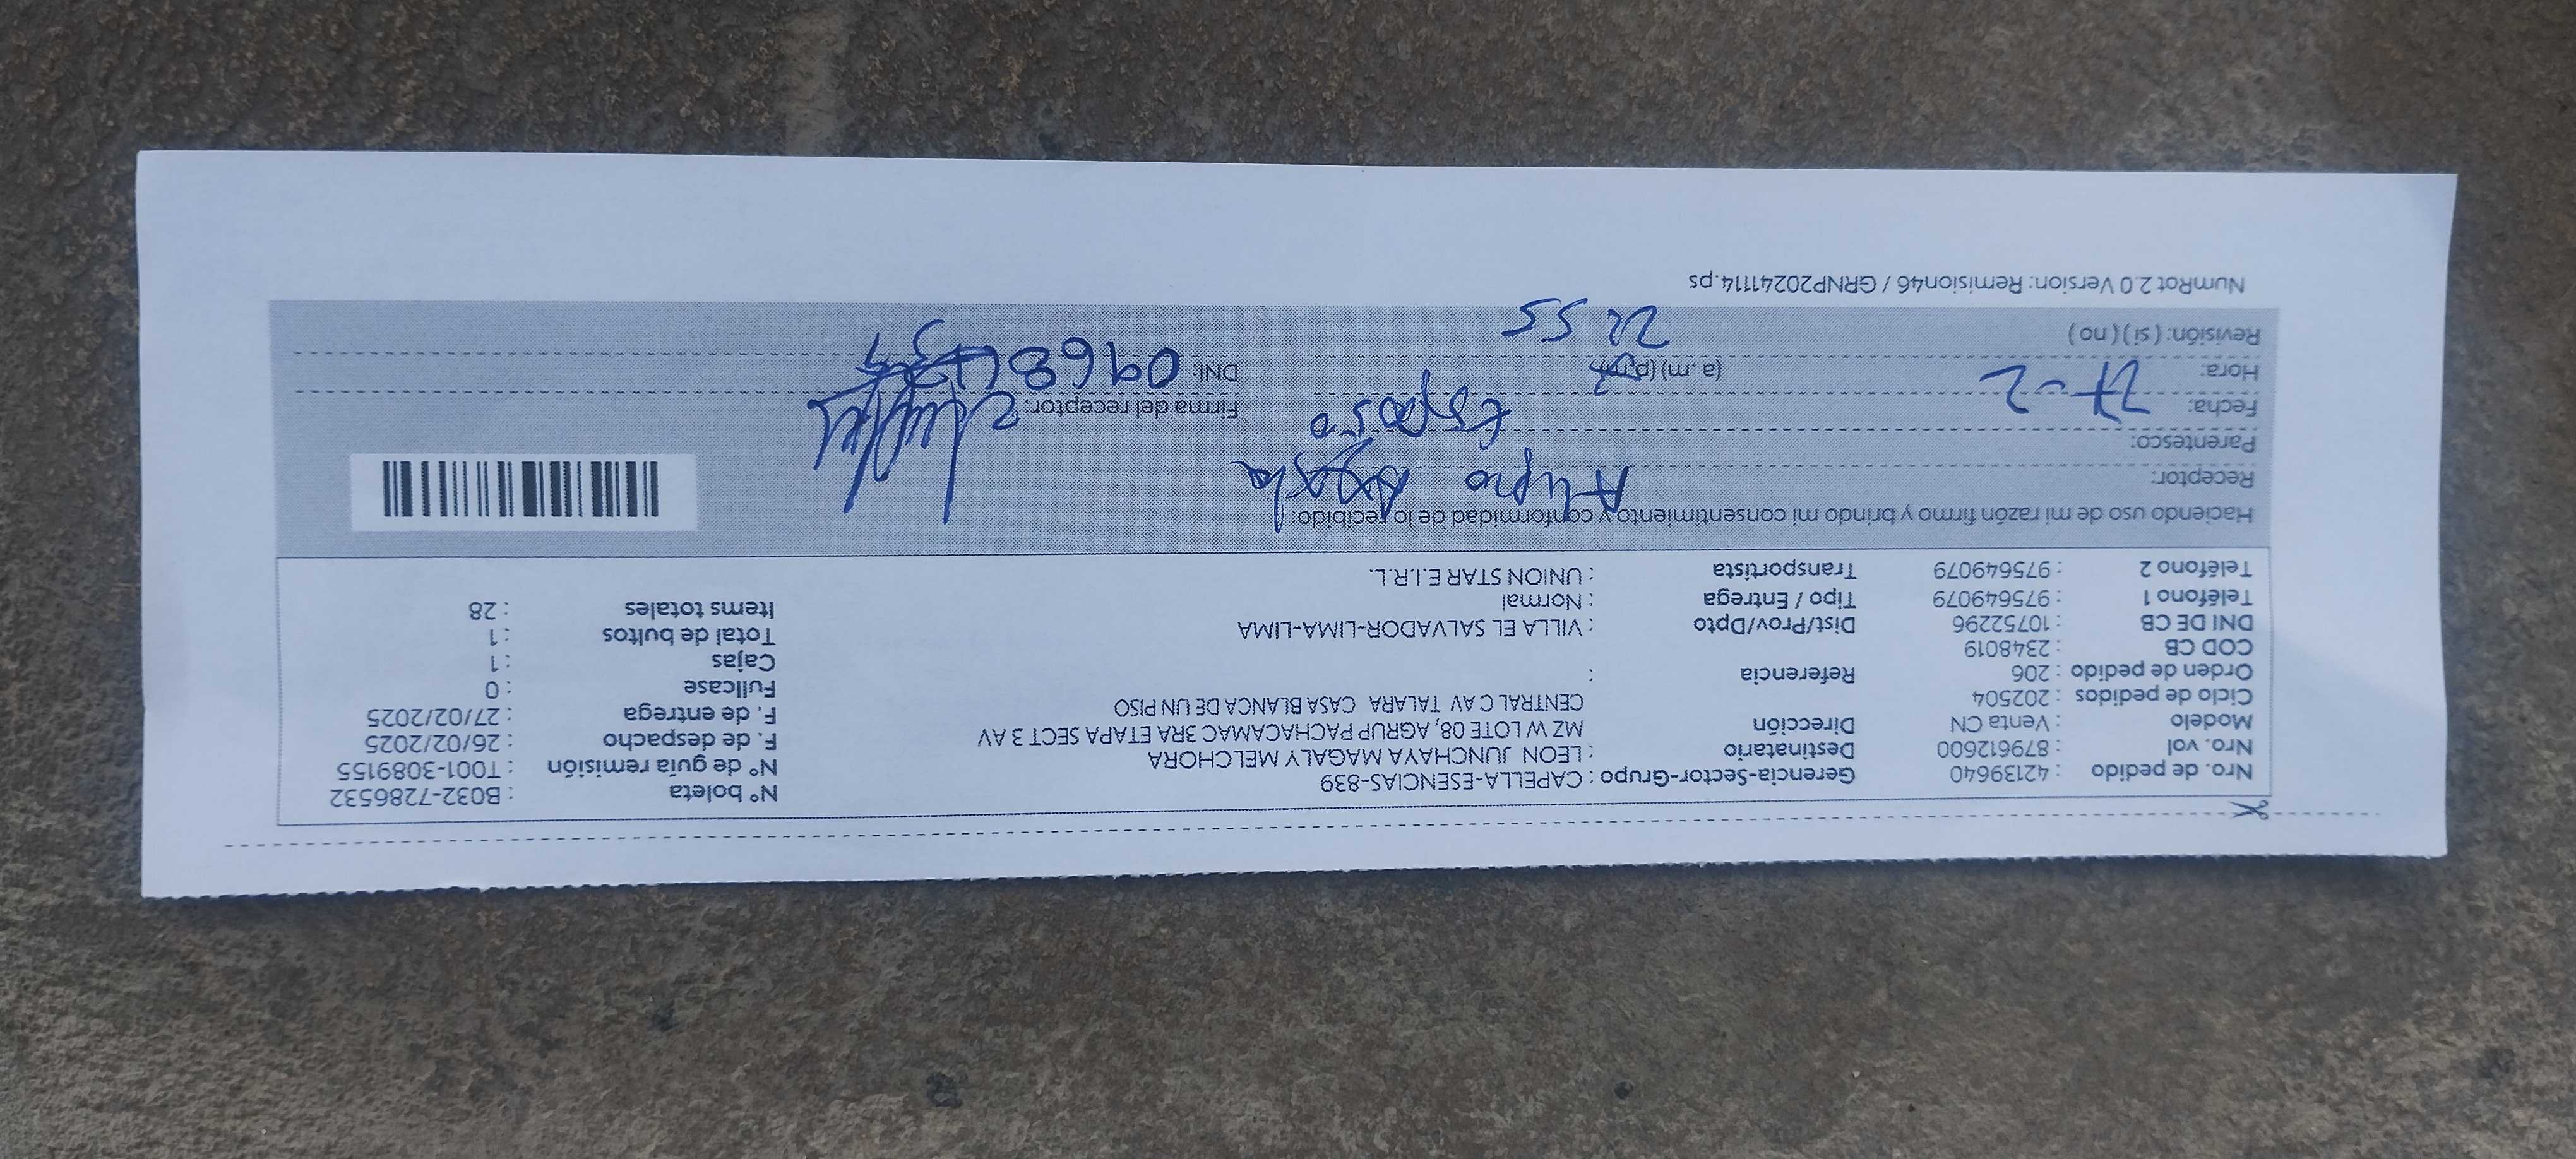 Nro. de pedido : 42139640 Gerencia-Sector-Grupo : CAPELLA-ESENCIAS-839 N° boleta : B032-7286532
Nro. vol : 879612600 Destinatario : LEON JUNCHAYA MAGALY MELCHORA N° de guía remisión : T001-3089155
Modelo : Venta CN Dirección MZ W LOTE 08, AGRUP PACHACAMAC 3RA ETAPA SECT 3 AV F. de despacho : 26/02/2025
Ciclo de pedidos : 202504 CENTRAL C AV TALARA CASA BLANCA DE UN PISO F. de entrega : 27/02/2025
Orden de pedido : 206 Referencia : Fullcase : 0
COD CB : 2348019 Cajas : 1
DNI DE CB : 10752296 Dist/Prov/Dpto : VILLA EL SALVADOR-LIMA-LIMA Total de bultos : 1
Teléfono 1 : 975649079 Tipo / Entrega : Normal Items totales : 28
Teléfono 2 : 975649079 Transportista : UNION STAR E.I.R.L.
Haciendo uso de mi razón firmo y brindo mi consentimiento y conformidad de lo recibido:
Receptor: Alipio
Parentesco: Esposo
Fecha: 27-2 Firma del receptor:
Hora: (a.m) (p.m) DNI:
Revisión: (si) (no) 22 55
NumRot 2.0 Version: Remision46 / GRNP20241114.ps